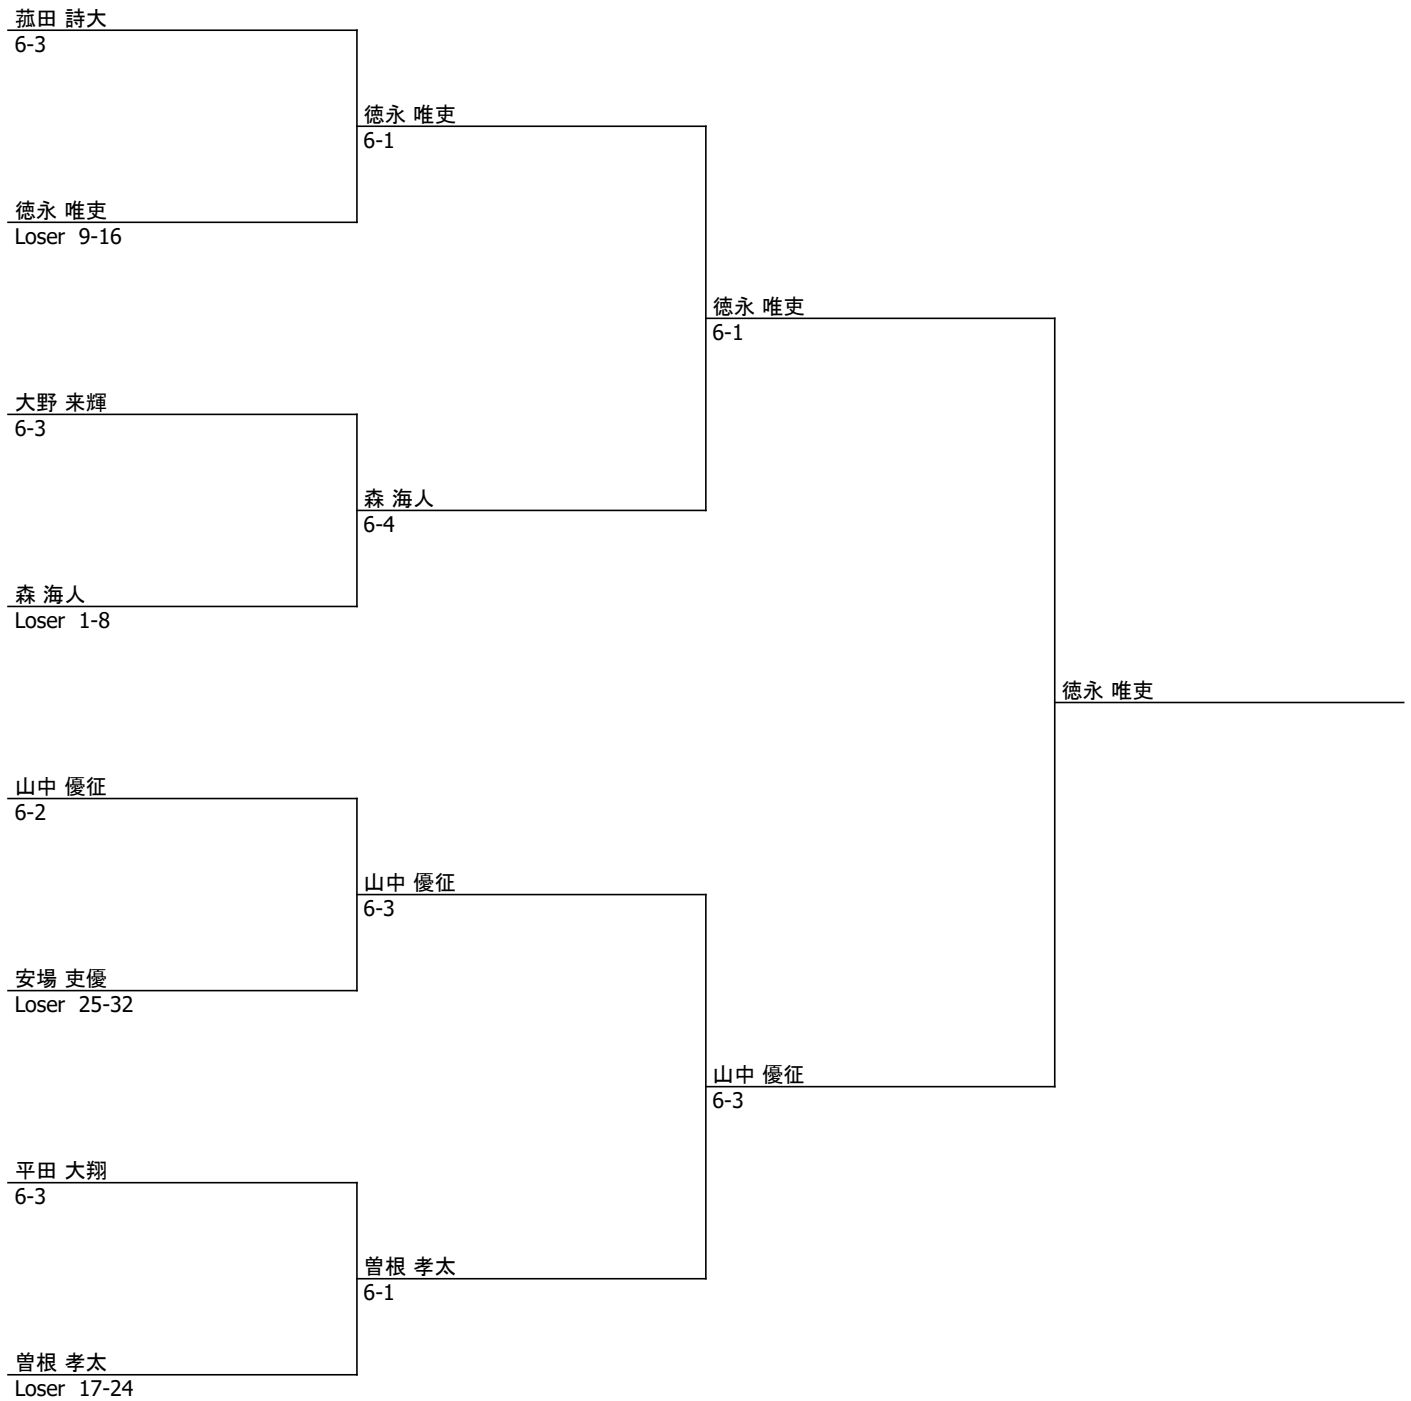 菰田 詩大
6-3
徳永 唯吏
6-1
徳永 唯吏
Loser 9-16
徳永 唯吏
6-1
大野 来輝
6-3
森 海人
6-4
森 海人
Loser 1-8
徳永 唯吏
山中 優征
6-2
山中 優征
6-3
安場 吏優
Loser 25-32
山中 優征
6-3
平田 大翔
6-3
曽根 孝太
6-1
曽根 孝太
Loser 17-24